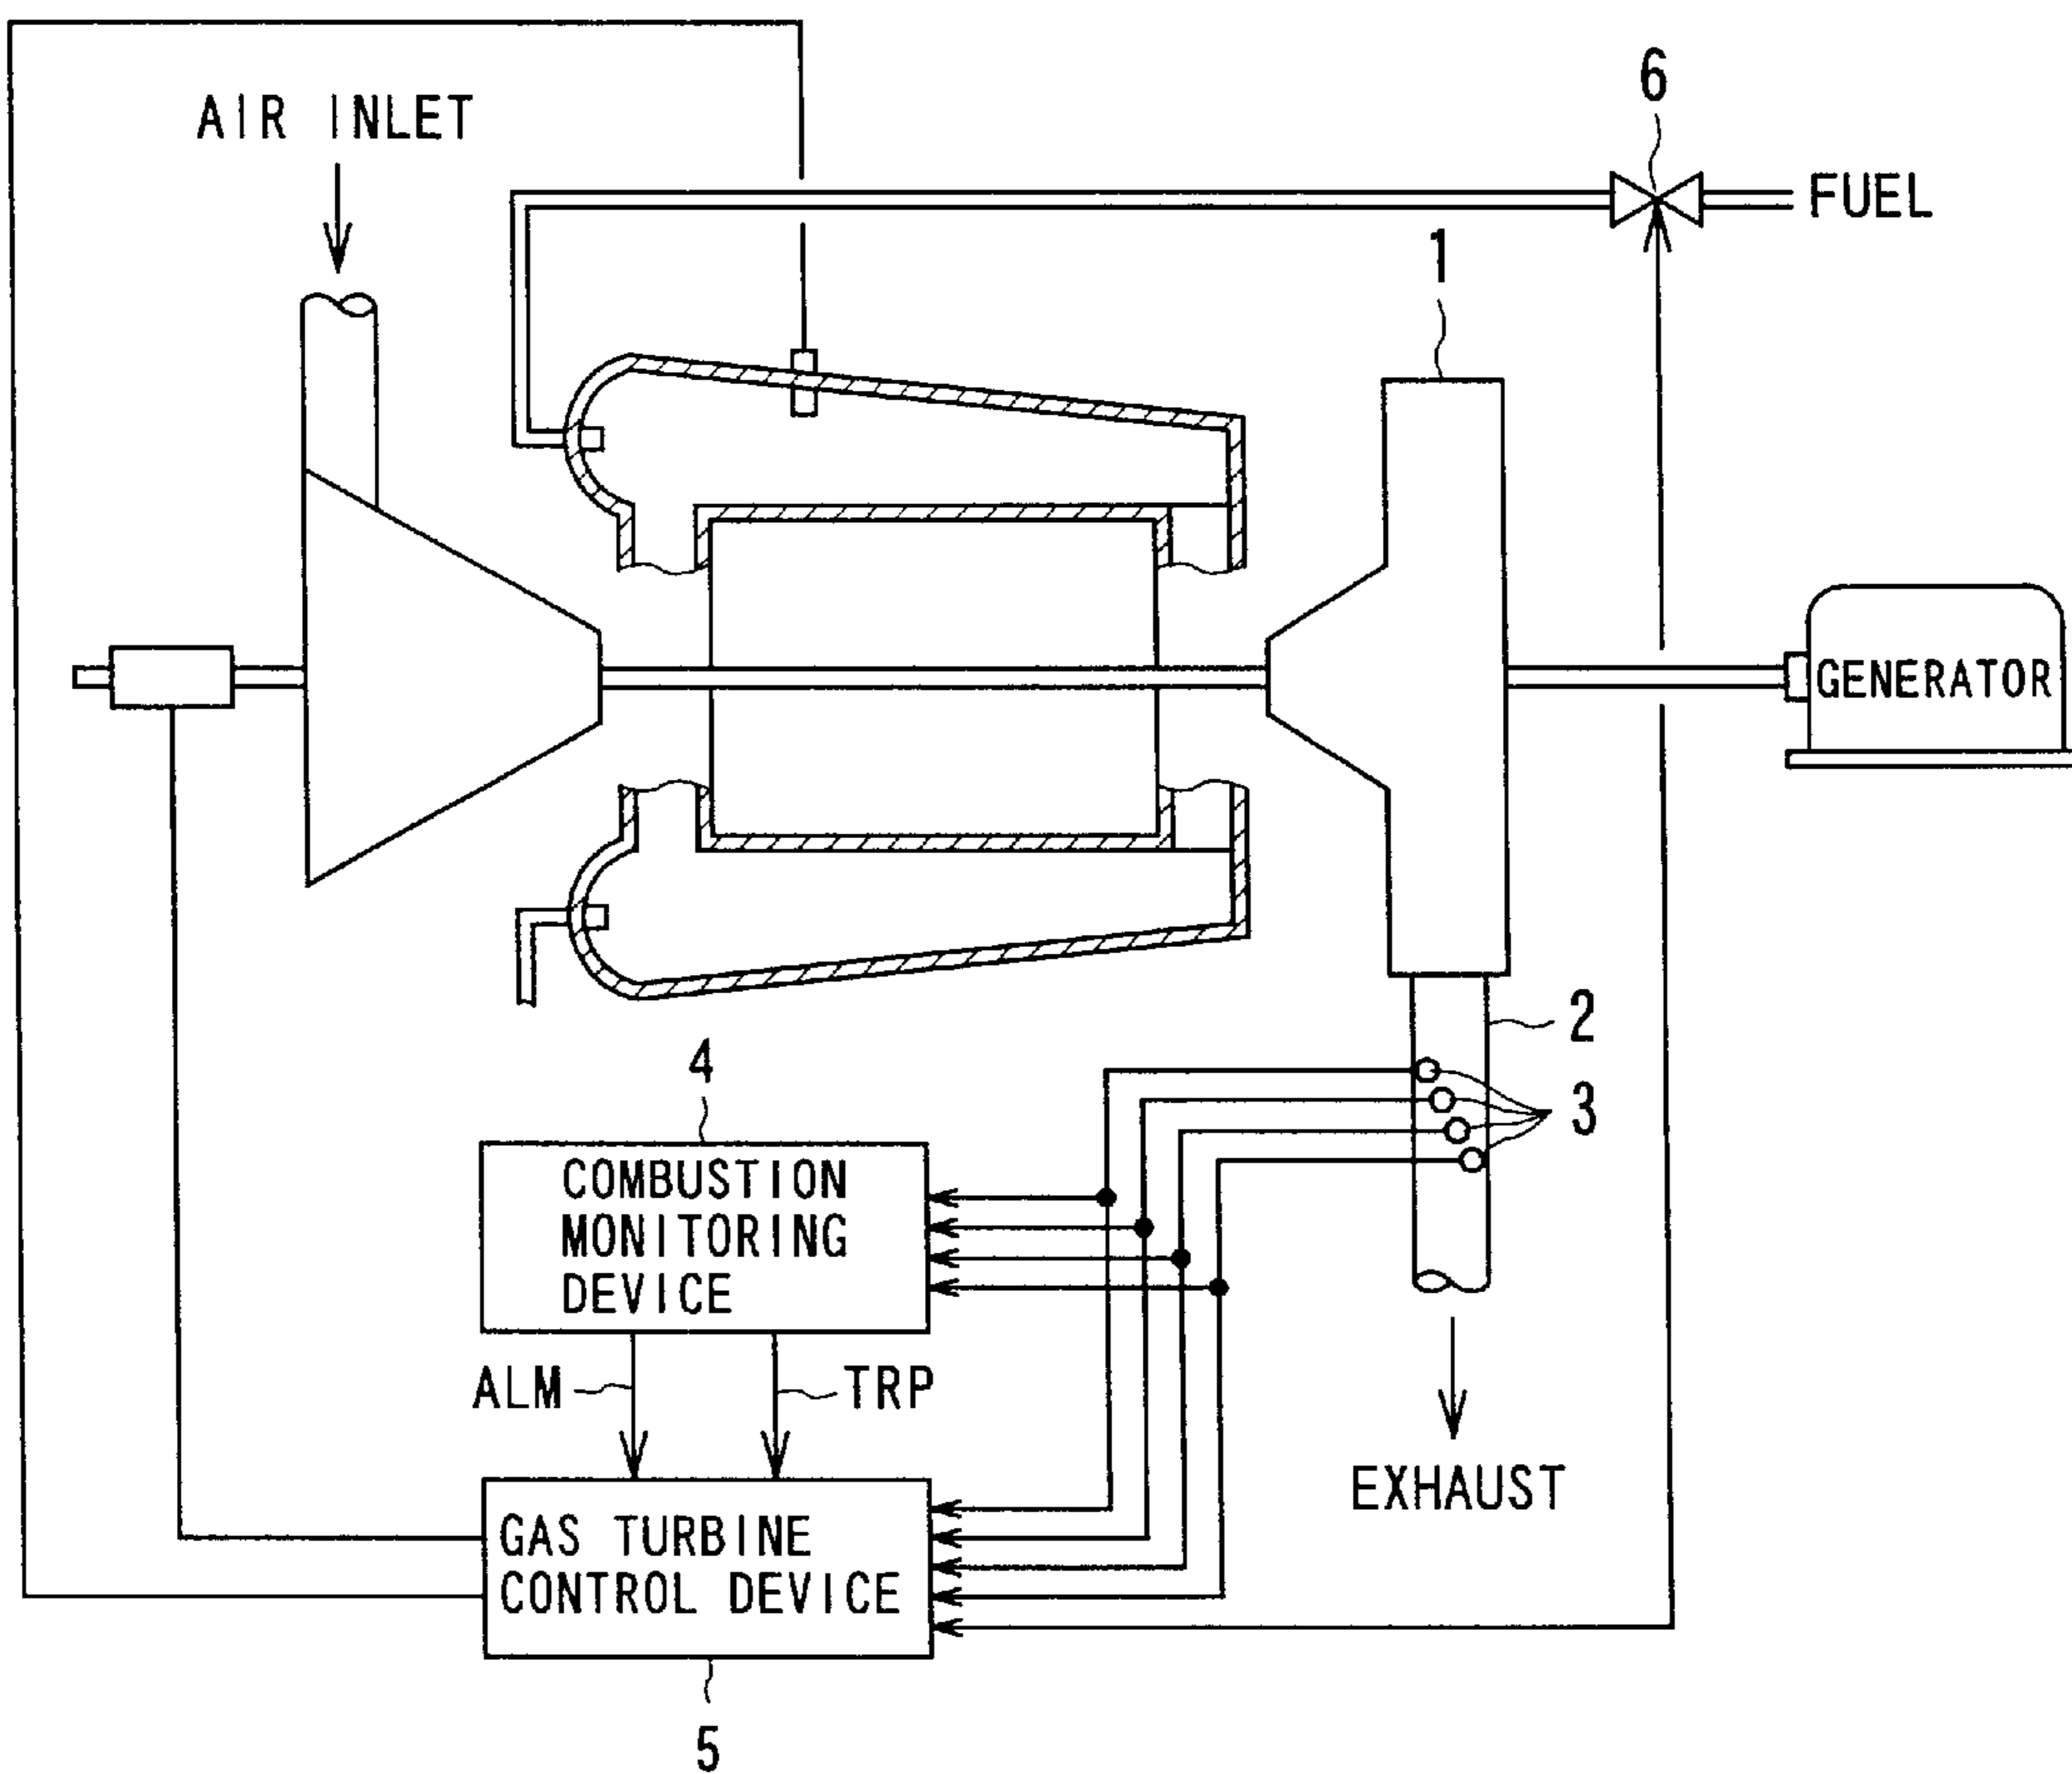 6
AIR INLET
FUEL
1
GENERATOR
2
4
3
COMBUSTION
MONITORING
DEVICE
ALM
TRP
EXHAUST
GAS TURBINE
CONTROL DEVICE
5